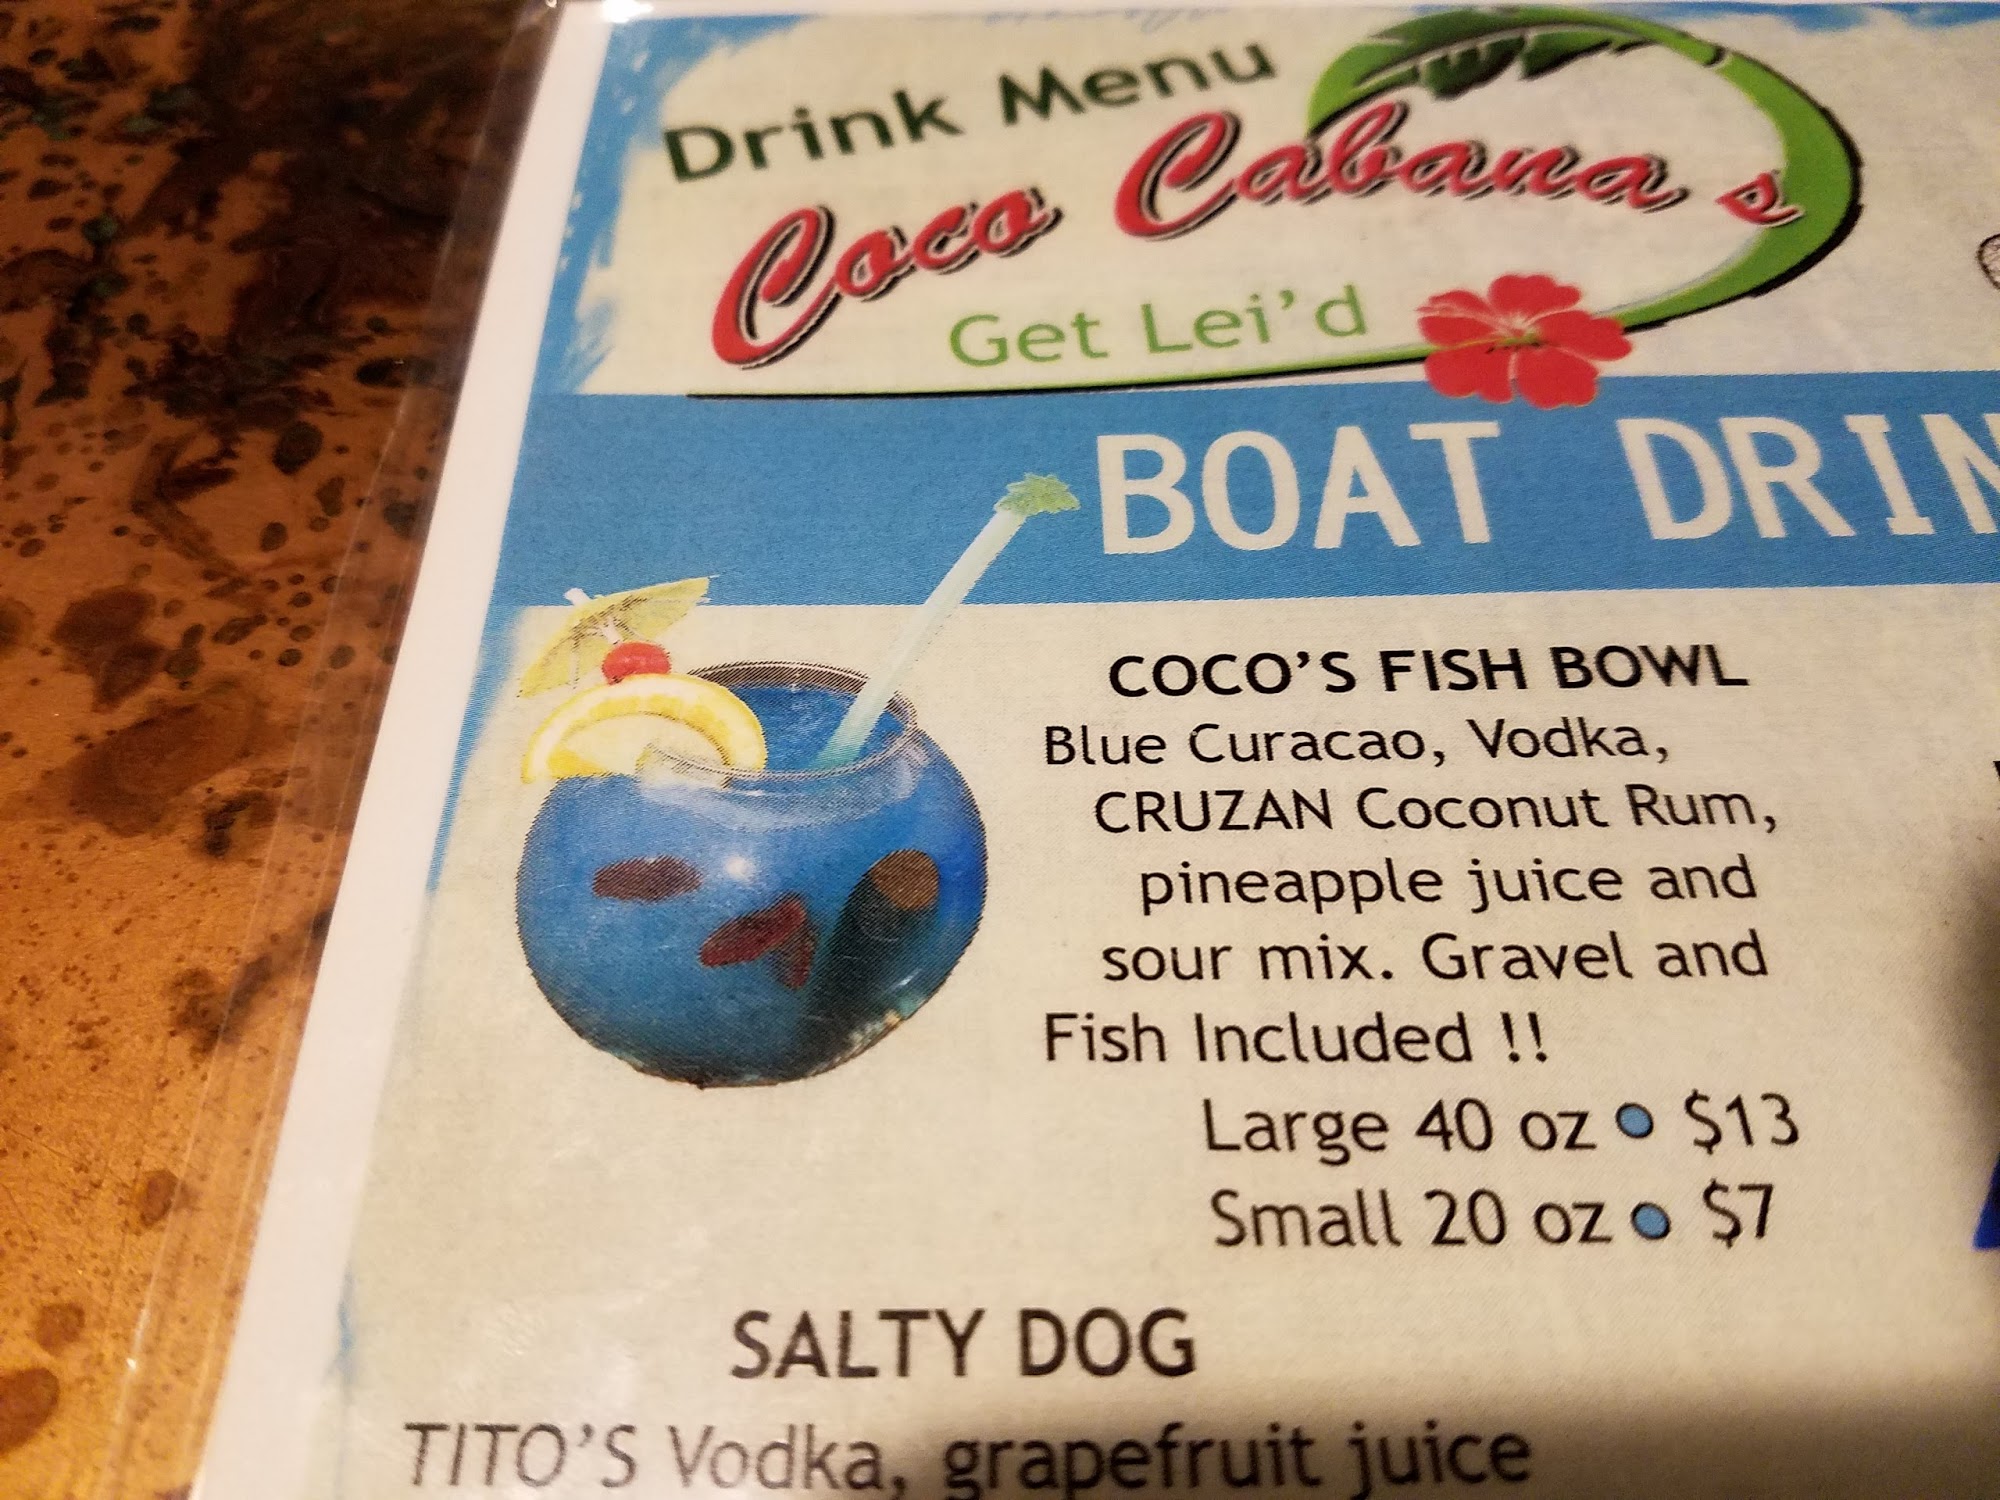 Drink Menu
Coco Cabana s
Get Lei'd
BOAT DRIN
COCO'S FISH BOWL
Blue Curacao, Vodka,
CRUZAN Coconut Rum,
pineapple juice and
sour mix. Gravel and
Fish Included !!
Large 40 oz • $13
Small 20 oz • $7
SALTY DOG
TITO'S Vodka, grapefruit juice